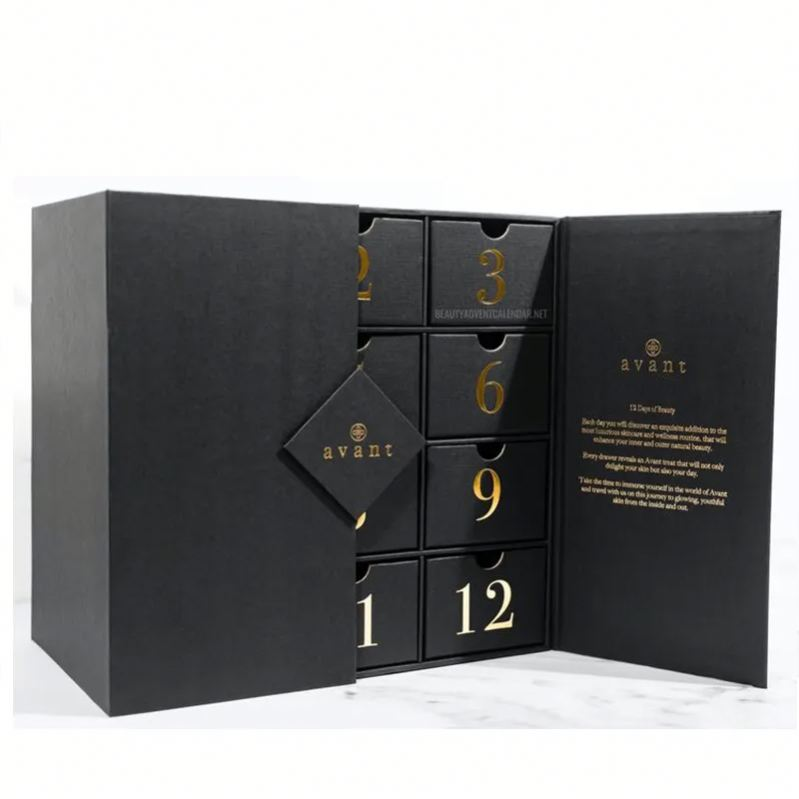 2
3
BEAUTYADVENTCALENDAR.NET
6
avant
9
1
12
avant
12 Days of Beauty
Each day you will discover an exquisite addition to the
most luxurious skincare and wellness routine, that will
enhance your inner and outer natural beauty.
Every drawer reveals an Avant treat that will not only
delight your skin but also your day.
Take the time to immerse yourself in the world of Avant
and travel with us on this journey to glowing, youthful
skin from the inside and out.